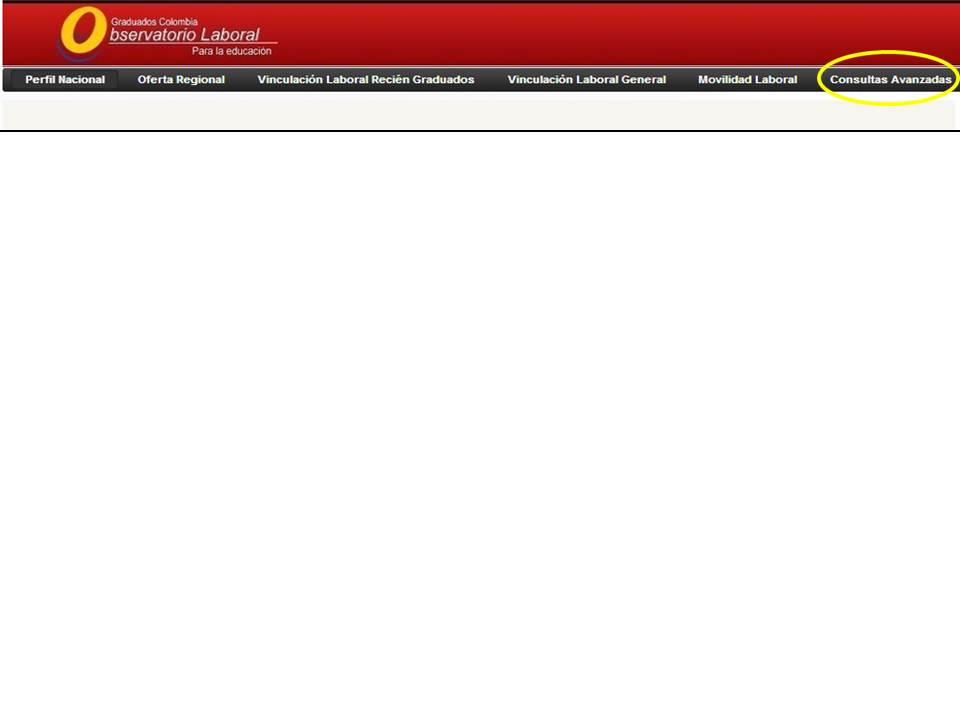 Graduados Colombia
Observatorio Laboral
Para la educación
Perfil Nacional Oferta Regional Vinculación Laboral Recién Graduados Vinculación Laboral General Movilidad Laboral Consultas Avanzadas